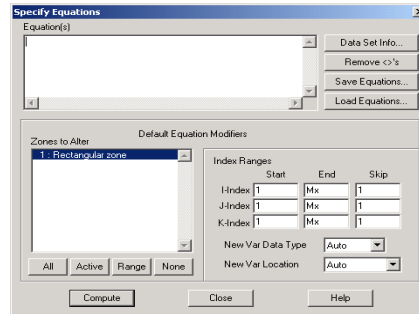 Specify Equations
Equation(s)
Data Set Info...
Remove <>'s
Save Equations...
Load Equations...
Default Equation Modifiers
Zones to Alter
1 : Rectangular zone
All Active Range None
Index Ranges
Start End Skip
I-Index 1 Mx 1
J-Index 1 Mx 1
K-Index 1 Mx 1
New Var Data Type Auto
New Var Location Auto
Compute Close Help